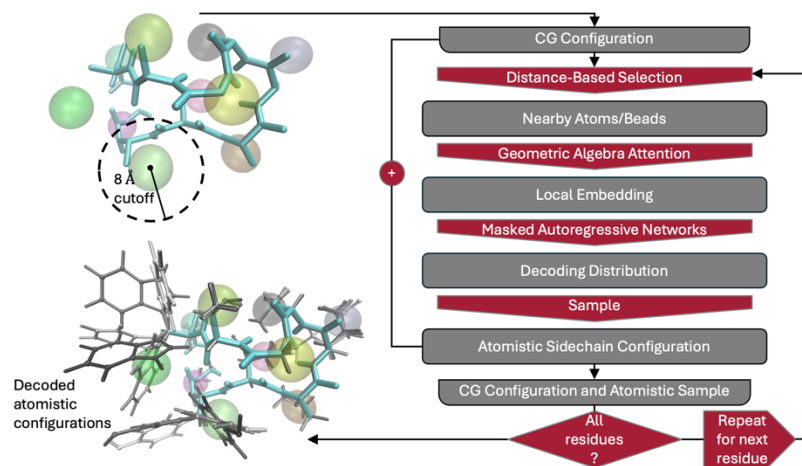 8 Å
cutoff
Decoded
atomistic
configurations
CG Configuration
Distance-Based Selection
Nearby Atoms/Beads
Geometric Algebra Attention
+
Local Embedding
Masked Autoregressive Networks
Decoding Distribution
Sample
Atomistic Sidechain Configuration
CG Configuration and Atomistic Sample
All
residues
?
Repeat
for next
residue